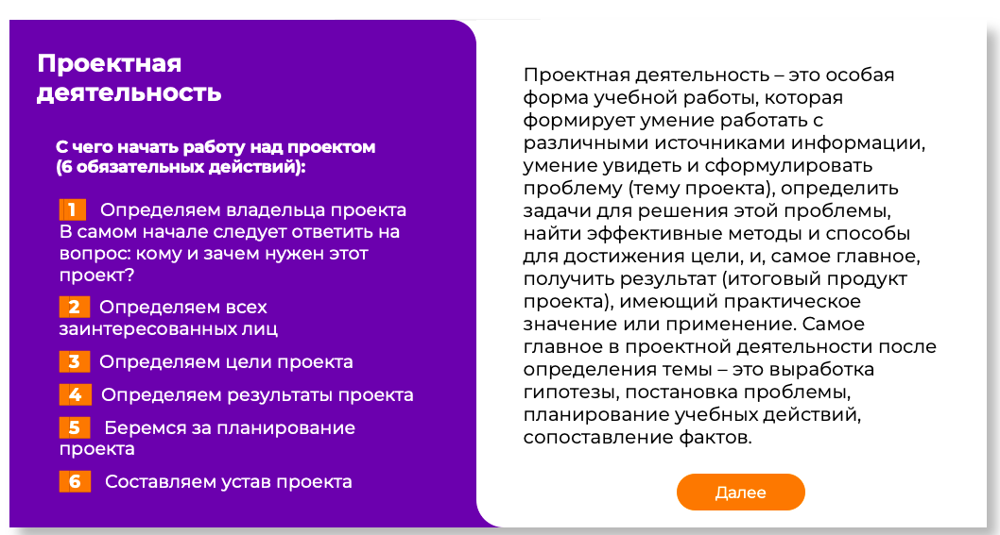 Проектная
деятельность
С чего начать работу над проектом
(6 обязательных действий):
1 Определяем владельца проекта
В самом начале следует ответить на
вопрос: кому и зачем нужен этот
проект?
2 Определяем всех
заинтересованных лиц
3 Определяем цели проекта
4 Определяем результаты проекта
5 Беремся за планирование
проекта
6 Составляем устав проекта
Проектная деятельность – это особая
форма учебной работы, которая
формирует умение работать с
различными источниками информации,
умение увидеть и сформулировать
проблему (тему проекта), определить
задачи для решения этой проблемы,
найти эффективные методы и способы
для достижения цели, и, самое главное,
получить результат (итоговый продукт
проекта), имеющий практическое
значение или применение. Самое
главное в проектной деятельности после
определения темы – это выработка
гипотезы, постановка проблемы,
планирование учебных действий,
сопоставление фактов.
Далее